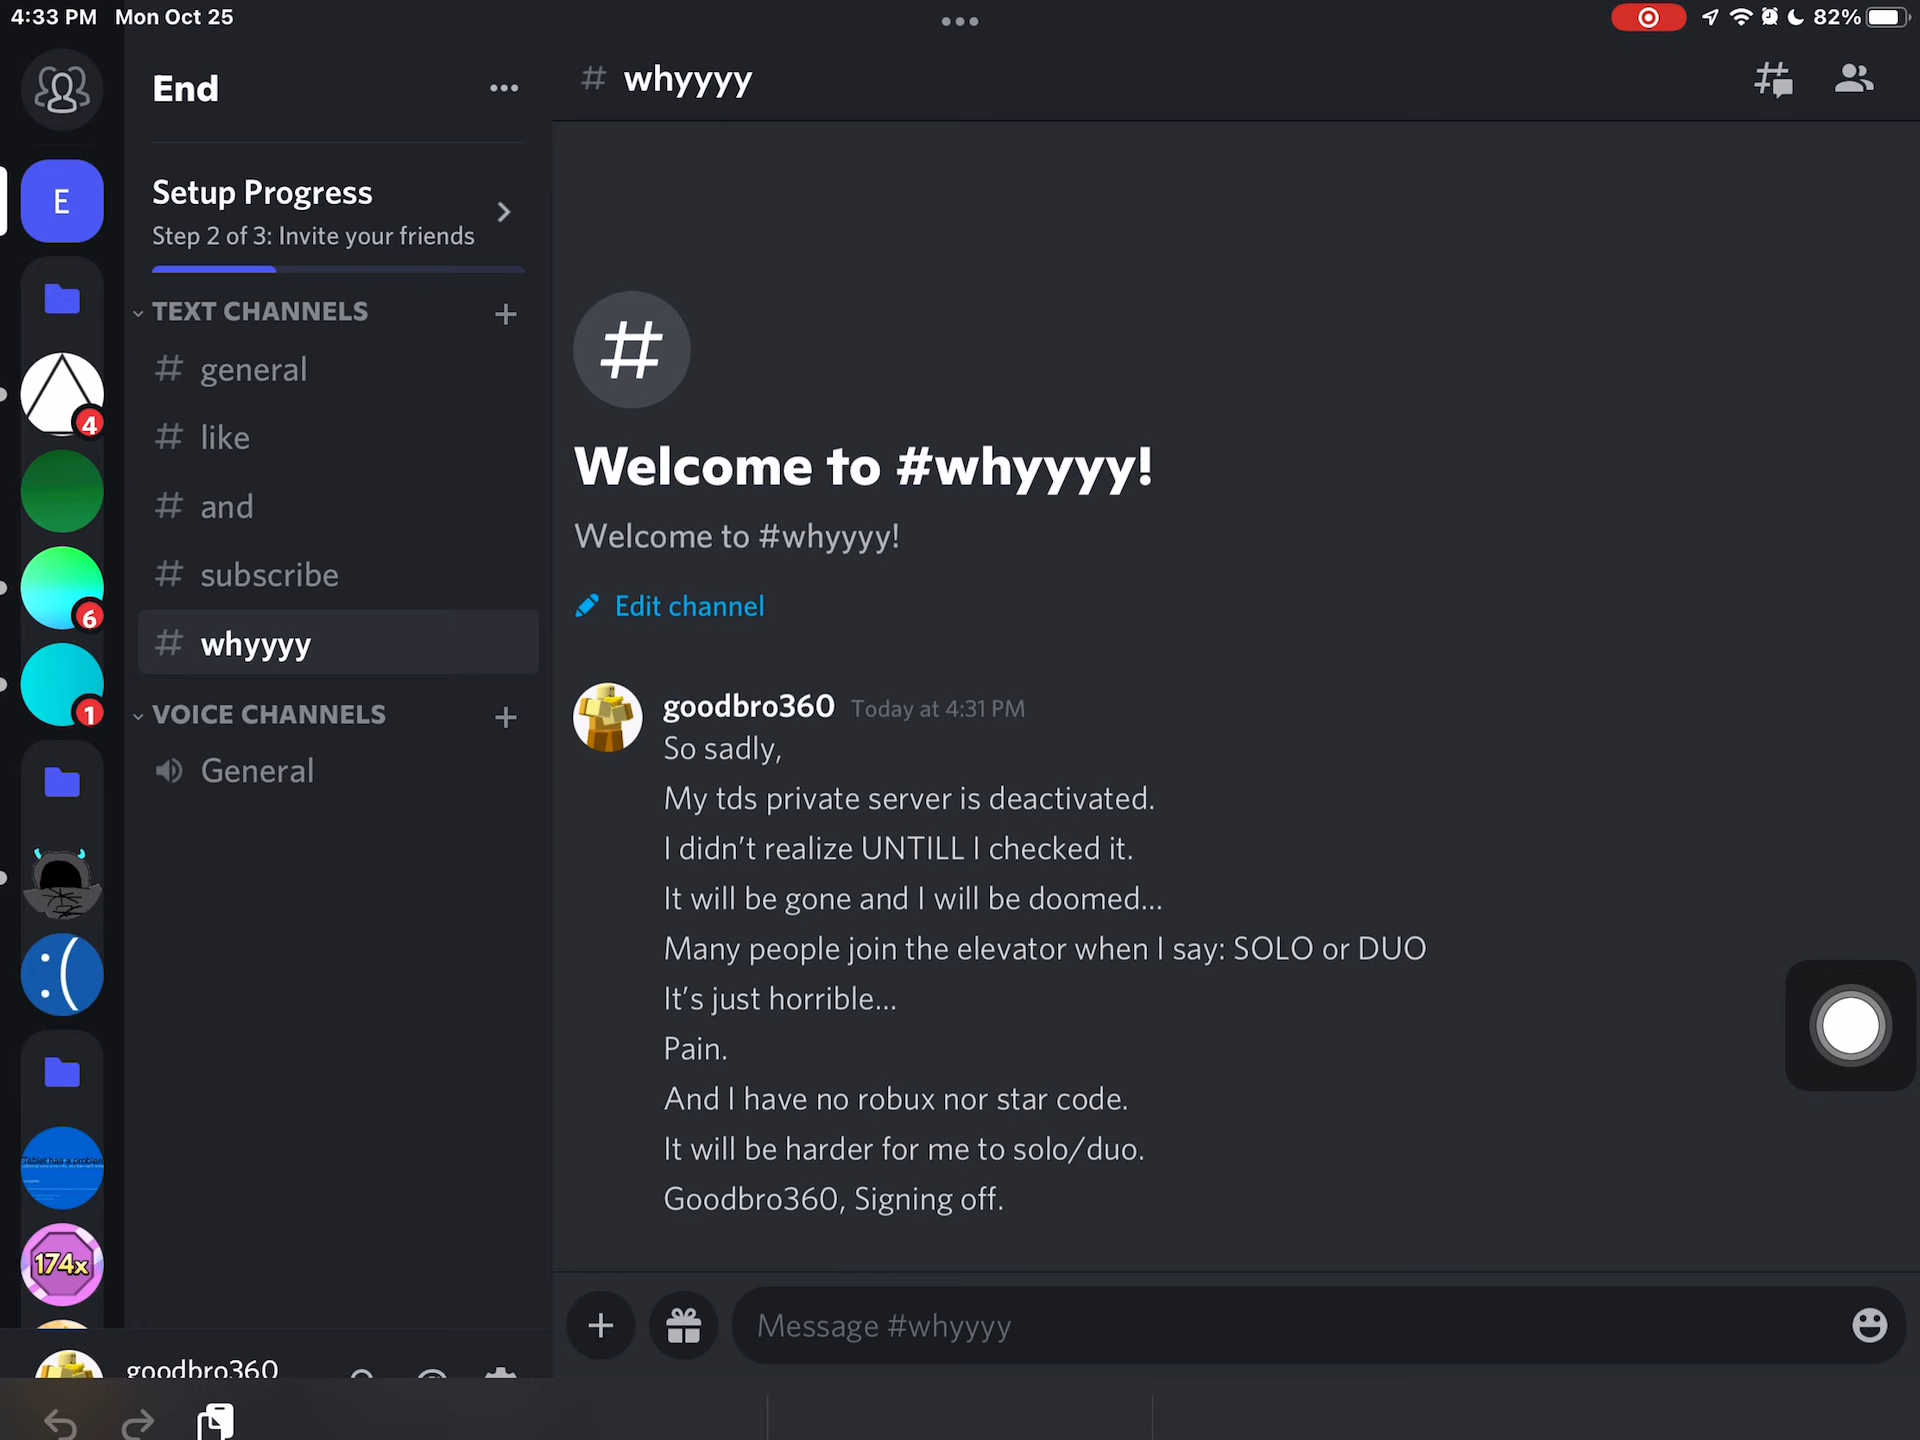 4:33 PM Mon Oct 25
82%
End
Setup Progress
Step 2 of 3: Invite your friends
TEXT CHANNELS
# general
# like
# and
# subscribe
# whyyyy
VOICE CHANNELS
General
E
4
6
1
:(
Tablet has a problem
174x
goodbro360
# whyyyy
#
Welcome to #whyyyy!
Welcome to #whyyyy!
Edit channel
goodbro360 Today at 4:31 PM
So sadly,
My tds private server is deactivated.
I didn't realize UNTILL I checked it.
It will be gone and I will be doomed...
Many people join the elevator when I say: SOLO or DUO
It's just horrible...
Pain.
And I have no robux nor star code.
It will be harder for me to solo/duo.
Goodbro360, Signing off.
Message #whyyyy